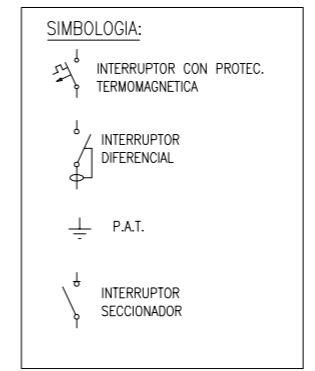 SIMBOLOGIA:
INTERRUPTOR CON PROTEC.
TERMOMAGNETICA
INTERRUPTOR
DIFERENCIAL
P.A.T.
INTERRUPTOR
SECCIONADOR